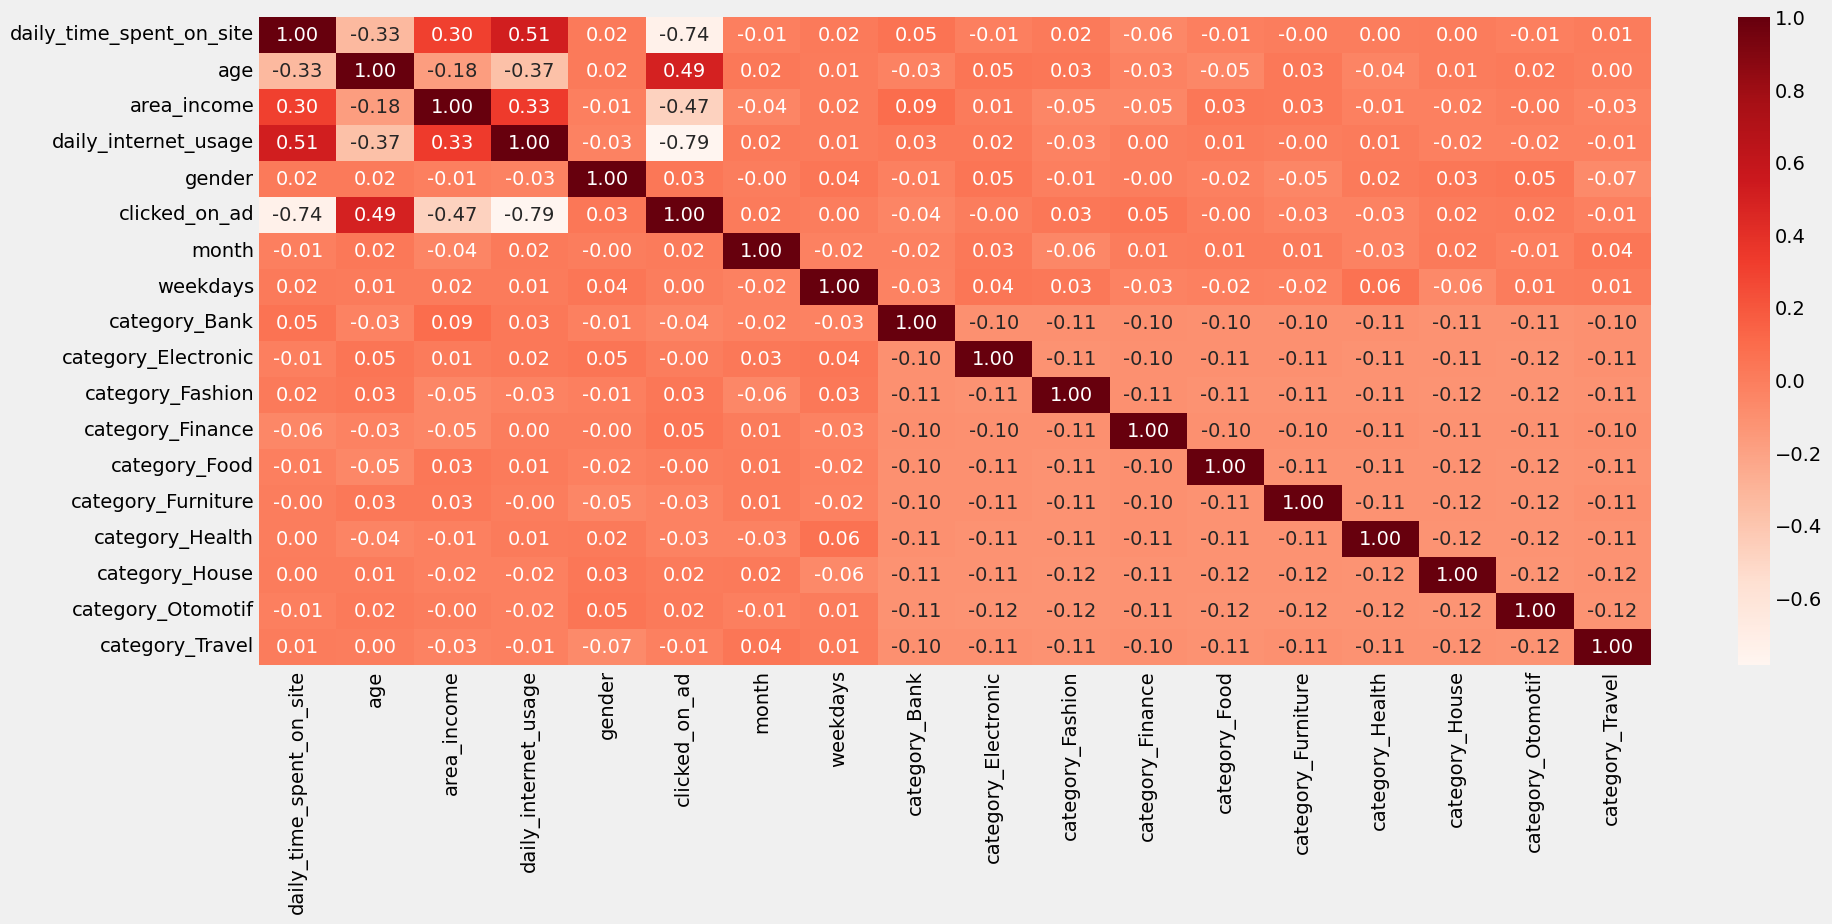 daily_time_spent_on_site 1.00 -0.33 0.30 0.51 0.02 -0.74 -0.01 0.02 0.05 -0.01 0.02 -0.06 -0.01 -0.00 0.00 0.00 -0.01 0.01
age -0.33 1.00 -0.18 -0.37 0.02 0.49 0.02 0.01 -0.03 0.05 0.03 -0.03 -0.05 0.03 -0.04 0.01 0.02 0.00
area_income 0.30 -0.18 1.00 0.33 -0.01 -0.47 -0.04 0.02 0.09 0.01 -0.05 -0.05 0.03 0.03 -0.01 -0.02 -0.00 -0.03
daily_internet_usage 0.51 -0.37 0.33 1.00 -0.03 -0.79 0.02 0.01 0.03 0.02 -0.03 0.00 0.01 -0.00 0.01 -0.02 -0.02 -0.01
gender 0.02 0.02 -0.01 -0.03 1.00 0.03 -0.00 0.04 -0.01 0.05 -0.01 -0.00 -0.02 -0.05 0.02 0.03 0.05 -0.07
clicked_on_ad -0.74 0.49 -0.47 -0.79 0.03 1.00 0.02 0.00 -0.04 -0.00 0.03 0.05 -0.00 -0.03 -0.03 0.02 0.02 -0.01
month -0.01 0.02 -0.04 0.02 -0.00 0.02 1.00 -0.02 -0.02 0.03 -0.06 0.01 0.01 0.01 -0.03 0.02 -0.01 0.04
weekdays 0.02 0.01 0.02 0.01 0.04 0.00 -0.02 1.00 -0.03 0.04 0.03 -0.03 -0.02 -0.02 0.06 -0.06 0.01 0.01
category_Bank 0.05 -0.03 0.09 0.03 -0.01 -0.04 -0.02 -0.03 1.00 -0.10 -0.11 -0.10 -0.10 -0.10 -0.11 -0.11 -0.11 -0.10
category_Electronic -0.01 0.05 0.01 0.02 0.05 -0.00 0.03 0.04 -0.10 1.00 -0.11 -0.10 -0.11 -0.11 -0.11 -0.11 -0.12 -0.11
category_Fashion 0.02 0.03 -0.05 -0.03 -0.01 0.03 -0.06 0.03 -0.11 -0.11 1.00 -0.11 -0.11 -0.11 -0.11 -0.12 -0.12 -0.11
category_Finance -0.06 -0.03 -0.05 0.00 -0.00 0.05 0.01 -0.03 -0.10 -0.10 -0.11 1.00 -0.10 -0.10 -0.11 -0.11 -0.11 -0.10
category_Food -0.01 -0.05 0.03 0.01 -0.02 -0.00 0.01 -0.02 -0.10 -0.11 -0.11 -0.10 1.00 -0.11 -0.11 -0.12 -0.12 -0.11
category_Furniture -0.00 0.03 0.03 -0.00 -0.05 -0.03 0.01 -0.02 -0.10 -0.11 -0.11 -0.10 -0.11 1.00 -0.11 -0.12 -0.12 -0.11
category_Health 0.00 -0.04 -0.01 0.01 0.02 -0.03 -0.03 0.06 -0.11 -0.11 -0.11 -0.11 -0.11 -0.11 1.00 -0.12 -0.12 -0.11
category_House 0.00 0.01 -0.02 -0.02 0.03 0.02 0.02 -0.06 -0.11 -0.11 -0.12 -0.11 -0.12 -0.12 -0.12 1.00 -0.12 -0.12
category_Otomotif -0.01 0.02 -0.00 -0.02 0.05 0.02 -0.01 0.01 -0.11 -0.12 -0.12 -0.11 -0.12 -0.12 -0.12 -0.12 1.00 -0.12
category_Travel 0.01 0.00 -0.03 -0.01 -0.07 -0.01 0.04 0.01 -0.10 -0.11 -0.11 -0.10 -0.11 -0.11 -0.11 -0.12 -0.12 1.00
daily_time_spent_on_site
age
area_income
daily_internet_usage
gender
clicked_on_ad
month
weekdays
category_Bank
category_Electronic
category_Fashion
category_Finance
category_Food
category_Furniture
category_Health
category_House
category_Otomotif
category_Travel
1.0
0.8
0.6
0.4
0.2
0.0
−0.2
−0.4
−0.6